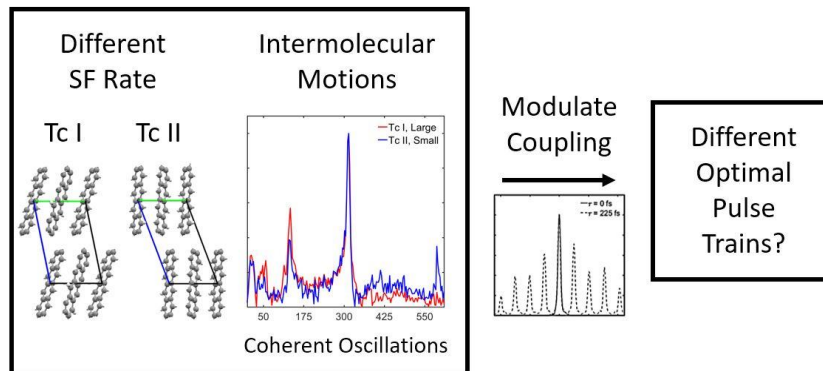 Different
SF Rate
Tc I
Tc II
Intermolecular
Motions
Tc I, Large
Tc II, Small
50
175
300
425
550
Coherent Oscillations
Modulate
Coupling
τ = 0 fs
τ = 225 fs
Different
Optimal
Pulse
Trains?